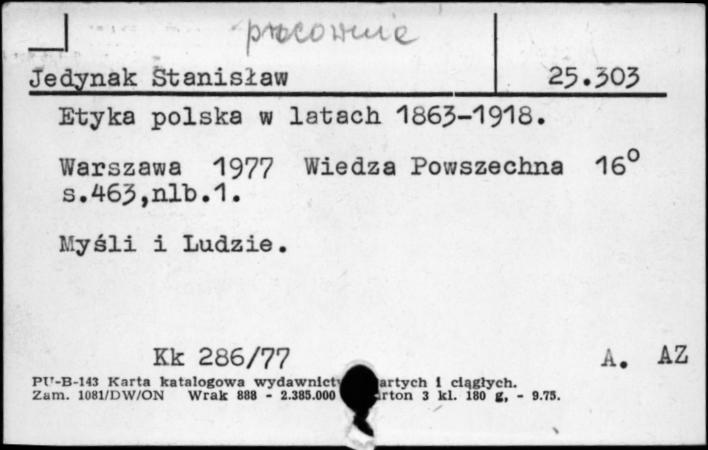 pracownie
Jedynak Stanisław 25.303
Etyka polska w latach 1863-1918.
Warszawa 1977 Wiedza Powszechna 16°
s.463,nlb.1.
Myśli i Ludzie.
Kk 286/77 A. AZ
PU-B-143 Karta katalogowa wydawnictw artych i ciągłych.
Zam. 1081/DW/ON Wrak 888 - 2.385.000 rton 3 kl. 180 g, - 9.75.